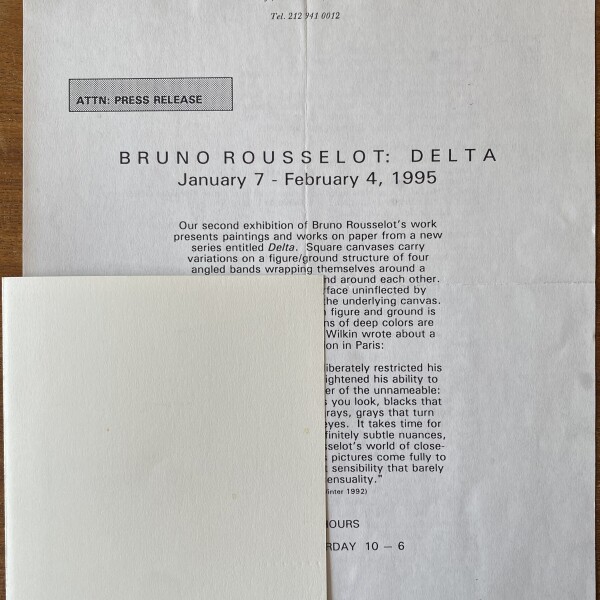 Tel. 212 941 0012
ATTN: PRESS RELEASE
BRUNO ROUSSELOT: DELTA
January 7 - February 4, 1995
Our second exhibition of Bruno Rousselot's work
presents paintings and works on paper from a new
series entitled Delta. Square canvases carry
variations on a figure/ground structure of four
angled bands wrapping themselves around a
nd around each other.
rface uninflected by
the underlying canvas.
figure and ground is
ns of deep colors are
Wilkin wrote about a
on in Paris:
liberately restricted his
ightened his ability to
er of the unnameable:
s you look, blacks that
rays, grays that turn
eyes. It takes time for
finitely subtle nuances,
sselot's world of close-
s pictures come fully to
t sensibility that barely
ensuality."
inter 1992)
OURS
RDAY 10 – 6